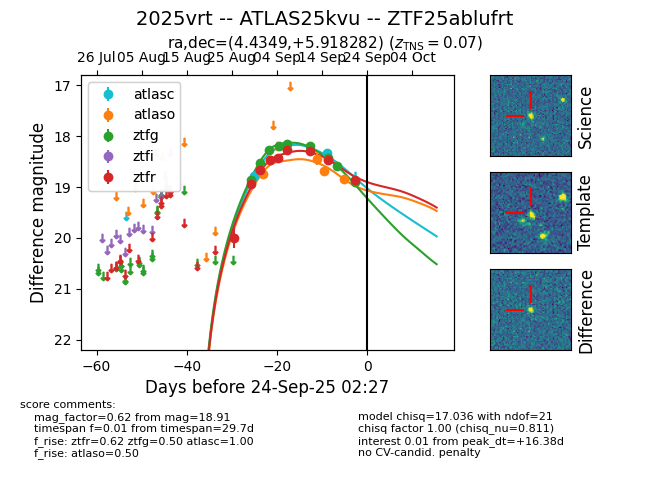 2025vrt -- ATLAS25kvu -- ZTF25ablufrt
ra,dec=(4.4349,+5.918282) (z_TNS = 0.07)
26 Jul 05 Aug 15 Aug 25 Aug 04 Sep 14 Sep 24 Sep 04 Oct
17
18
19
20
21
22
Difference magnitude
atlasc
atlaso
ztfg
ztfi
ztfr
−60 −40 −20 0
Days before 24-Sep-25 02:27
Science
Template
Difference
score comments:
mag_factor=0.62 from mag=18.91
timespan f=0.01 from timespan=29.7d
f_rise: ztfr=0.62 ztfg=0.50 atlasc=1.00
f_rise: atlaso=0.50
model chisq=17.036 with ndof=21
chisq factor 1.00 (chisq_nu=0.811)
interest 0.01 from peak_dt=+16.38d
no CV-candid. penalty